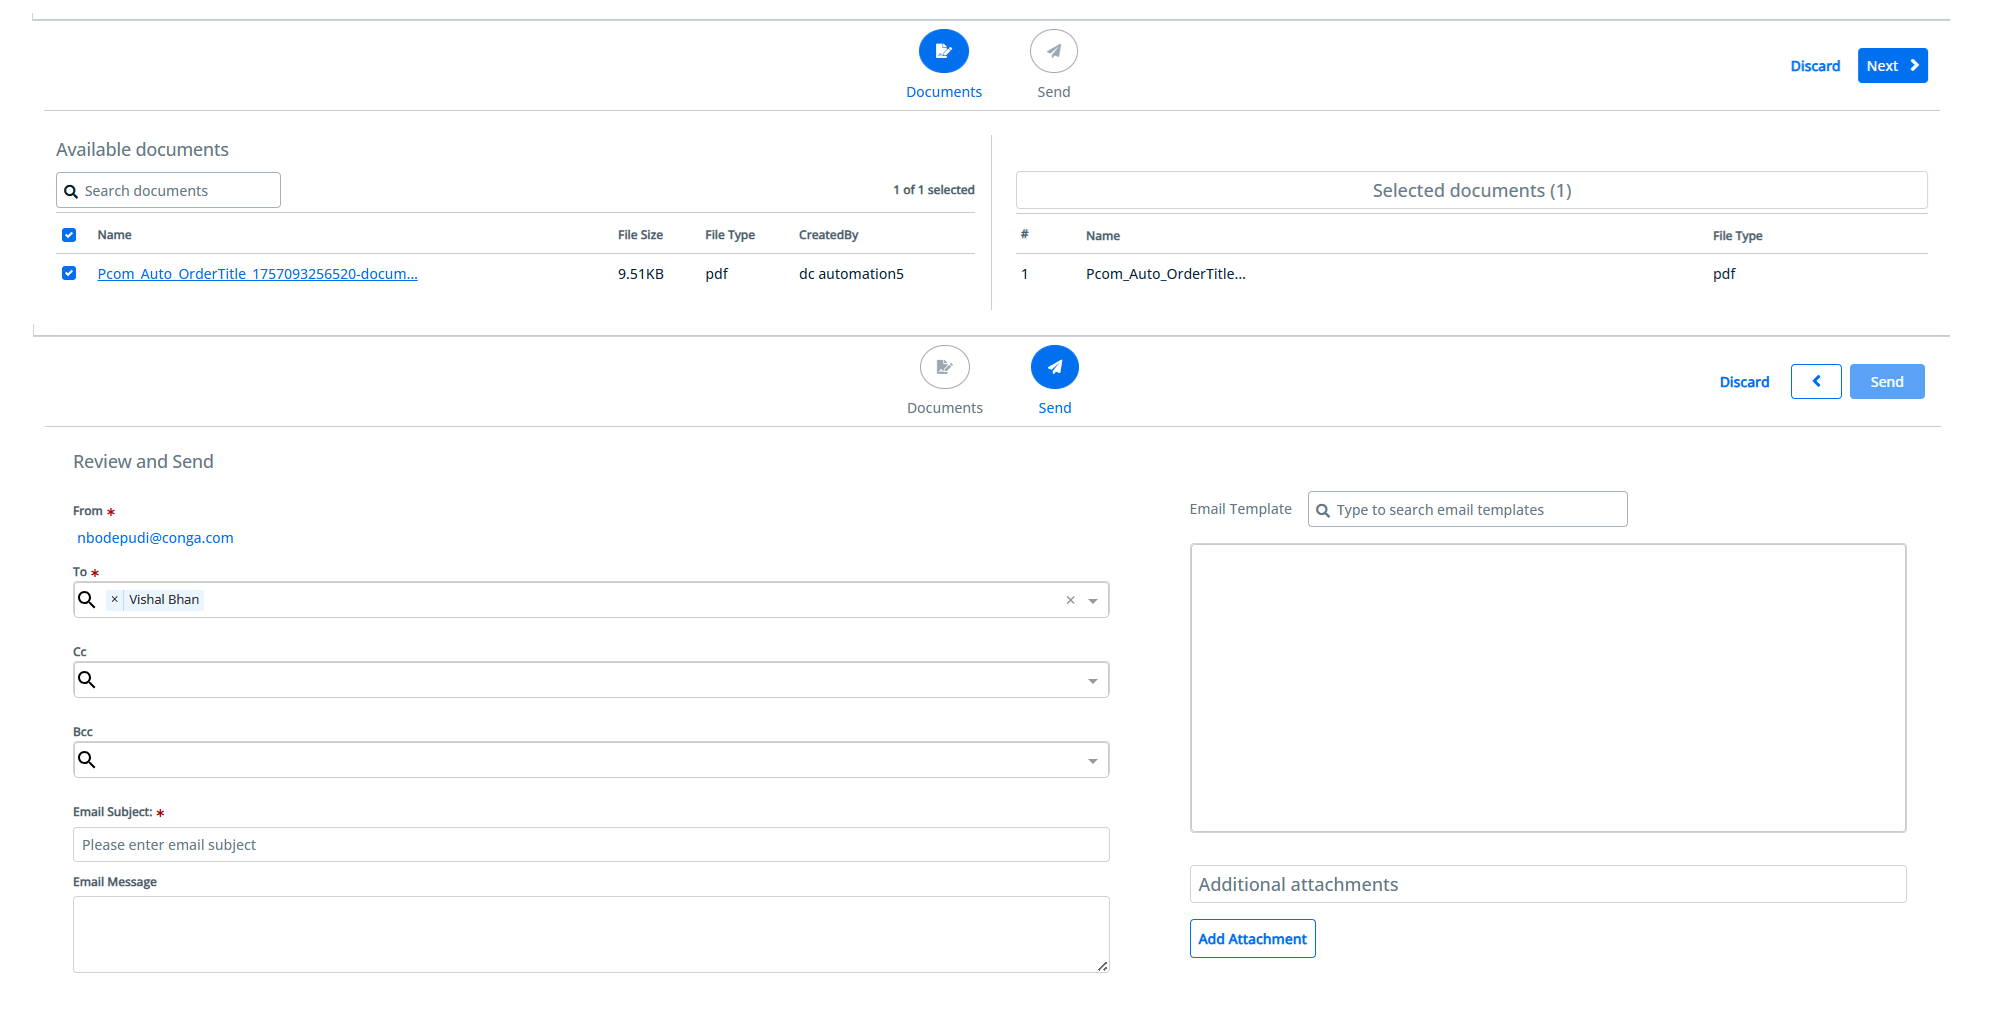 Documents
Send
Discard
Next
Available documents
Search documents
1 of 1 selected
Name File Size File Type CreatedBy
Pcom_Auto_OrderTitle_1757093256520-docum... 9.51KB pdf dc automation5
Selected documents (1)
# Name File Type
1 Pcom_Auto_OrderTitle... pdf
Documents
Send
Discard
Send
Review and Send
From *
nbodepudi@conga.com
To *
× Vishal Bhan ×
Cc
Bcc
Email Subject: *
Please enter email subject
Email Message
Email Template Type to search email templates
Additional attachments
Add Attachment